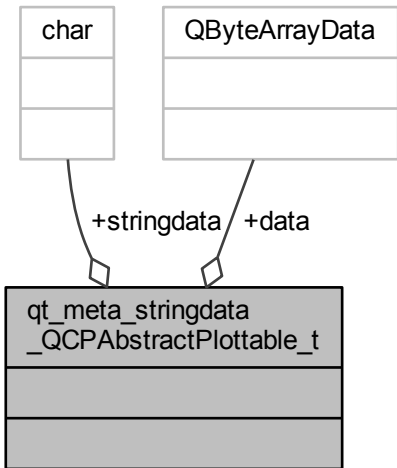 char
QByteArrayData
+stringdata
+data
qt_meta_stringdata
_QCPAbstractPlottable_t